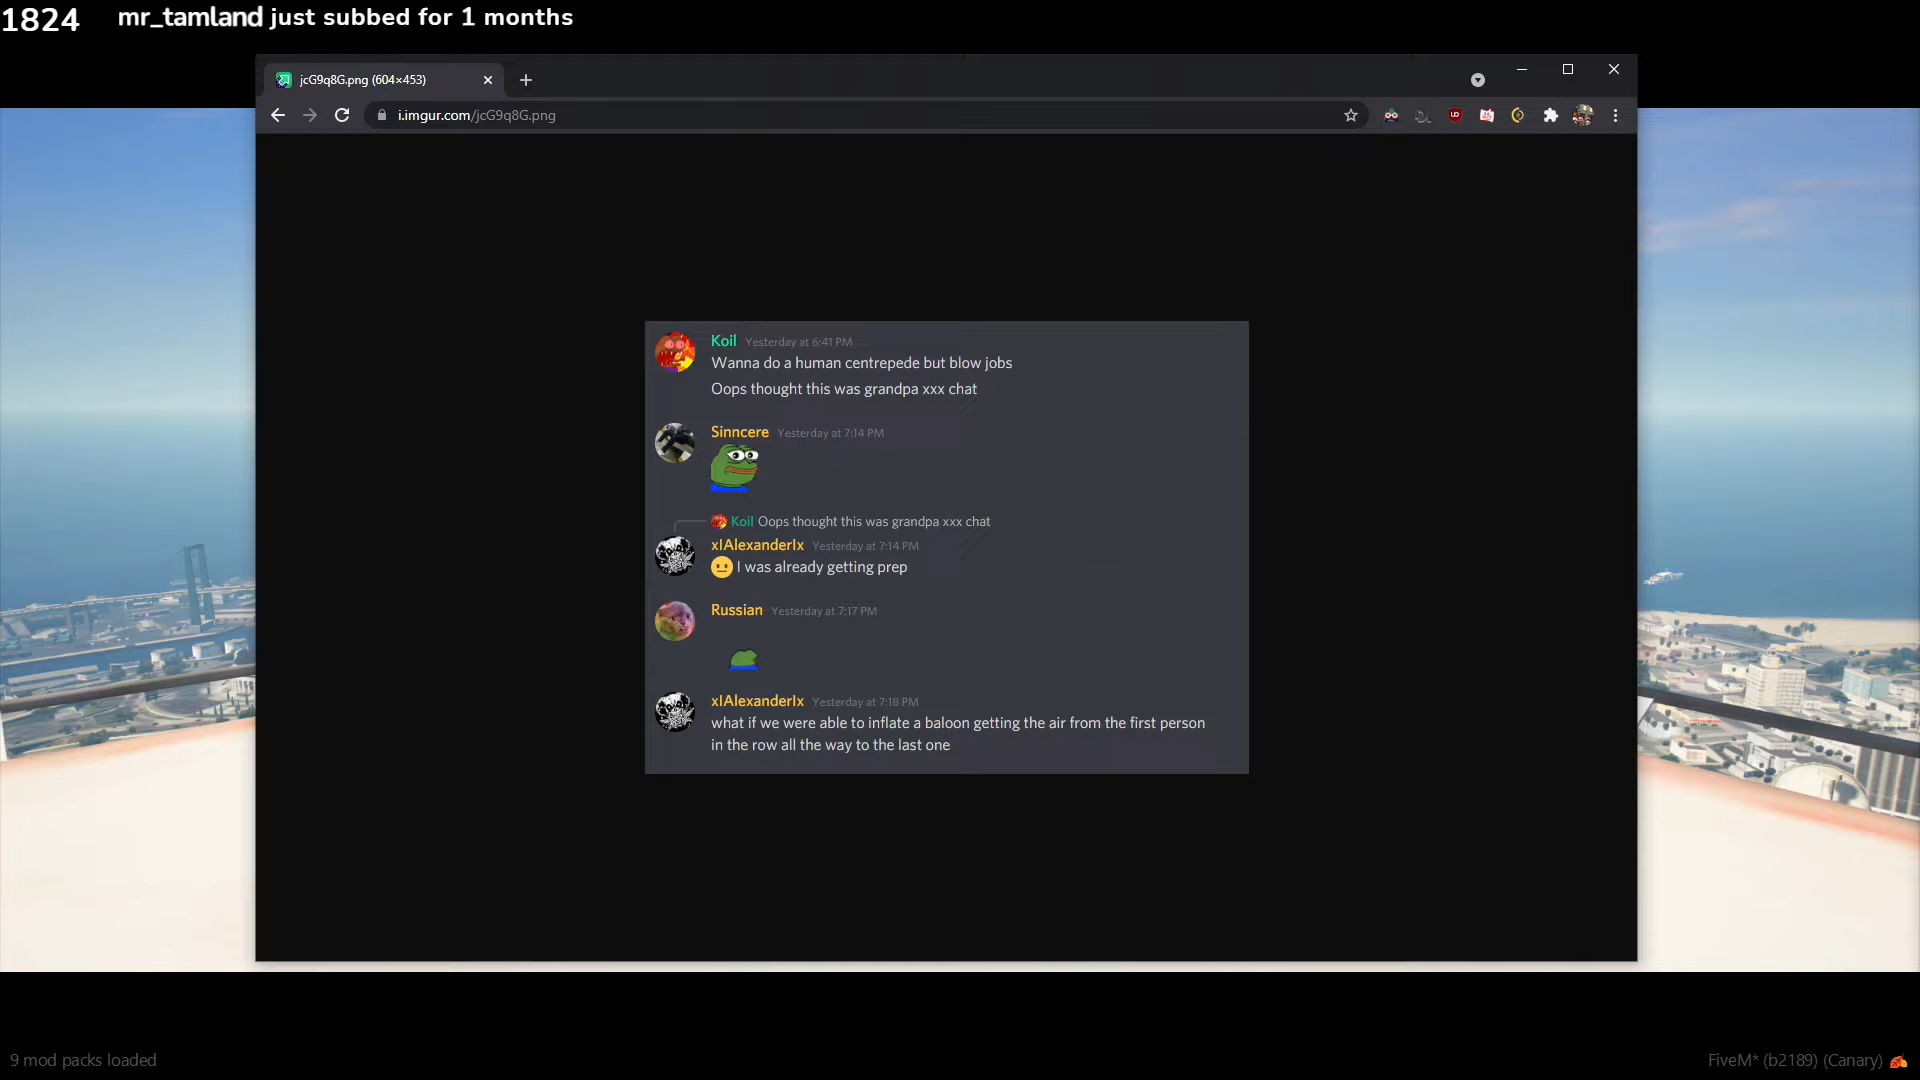 1824 mr_tamland just subbed for 1 months
jcG9q8G.png (604×453)
i.imgur.com/jcG9q8G.png
Koil Yesterday at 6:41 PM
Wanna do a human centrepede but blow jobs
Oops thought this was grandpa xxx chat
Sinncere Yesterday at 7:14 PM
Koil Oops thought this was grandpa xxx chat
xIAlexanderIx Yesterday at 7:14 PM
I was already getting prep
Russian Yesterday at 7:17 PM
xIAlexanderIx Yesterday at 7:18 PM
what if we were able to inflate a baloon getting the air from the first person
in the row all the way to the last one
9 mod packs loaded
FiveM* (b2189) (Canary)